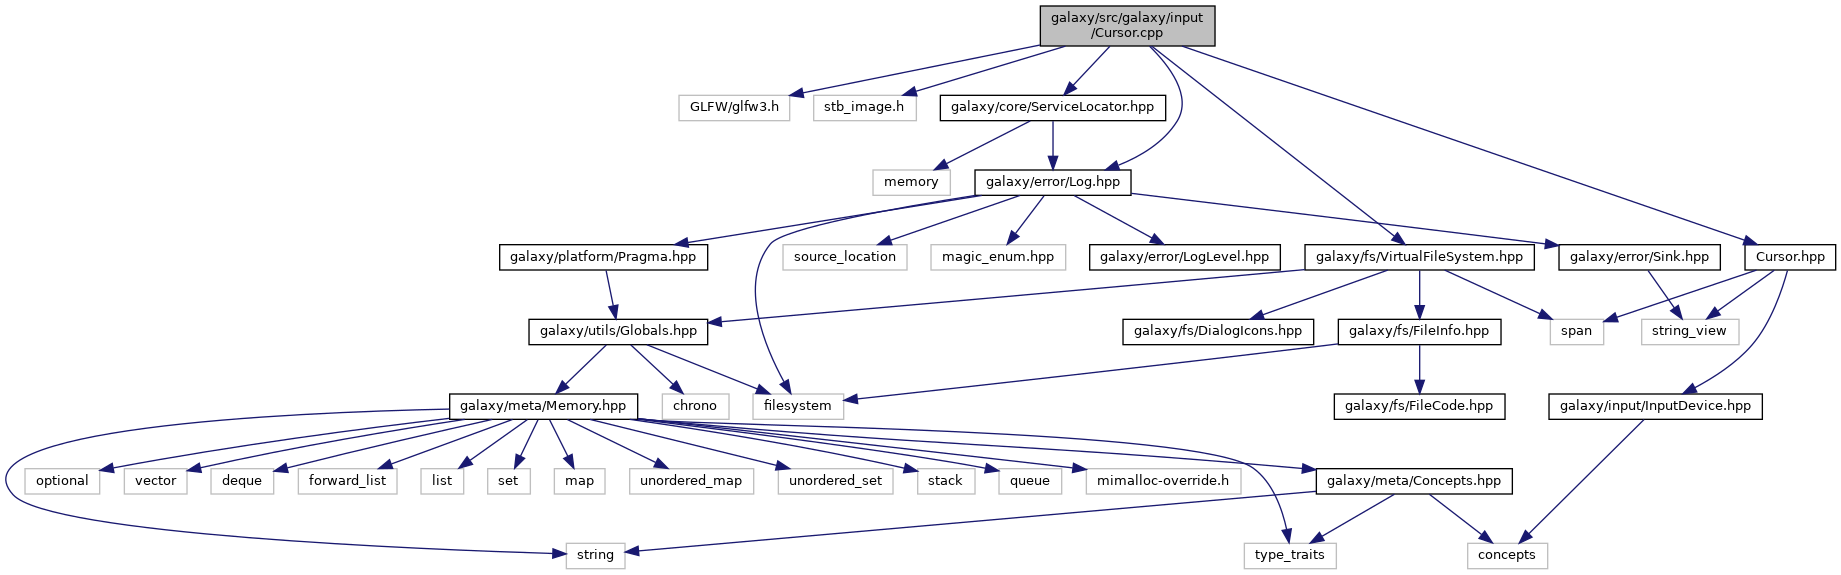 galaxy/src/galaxy/input
/Cursor.cpp
GLFW/glfw3.h
stb_image.h
galaxy/core/ServiceLocator.hpp
memory
galaxy/error/Log.hpp
galaxy/platform/Pragma.hpp
source_location
magic_enum.hpp
galaxy/error/LogLevel.hpp
galaxy/fs/VirtualFileSystem.hpp
galaxy/error/Sink.hpp
Cursor.hpp
galaxy/utils/Globals.hpp
galaxy/fs/DialogIcons.hpp
galaxy/fs/FileInfo.hpp
span
string_view
galaxy/meta/Memory.hpp
chrono
filesystem
galaxy/fs/FileCode.hpp
galaxy/input/InputDevice.hpp
optional
vector
deque
forward_list
list
set
map
unordered_map
unordered_set
stack
queue
mimalloc-override.h
galaxy/meta/Concepts.hpp
string
type_traits
concepts